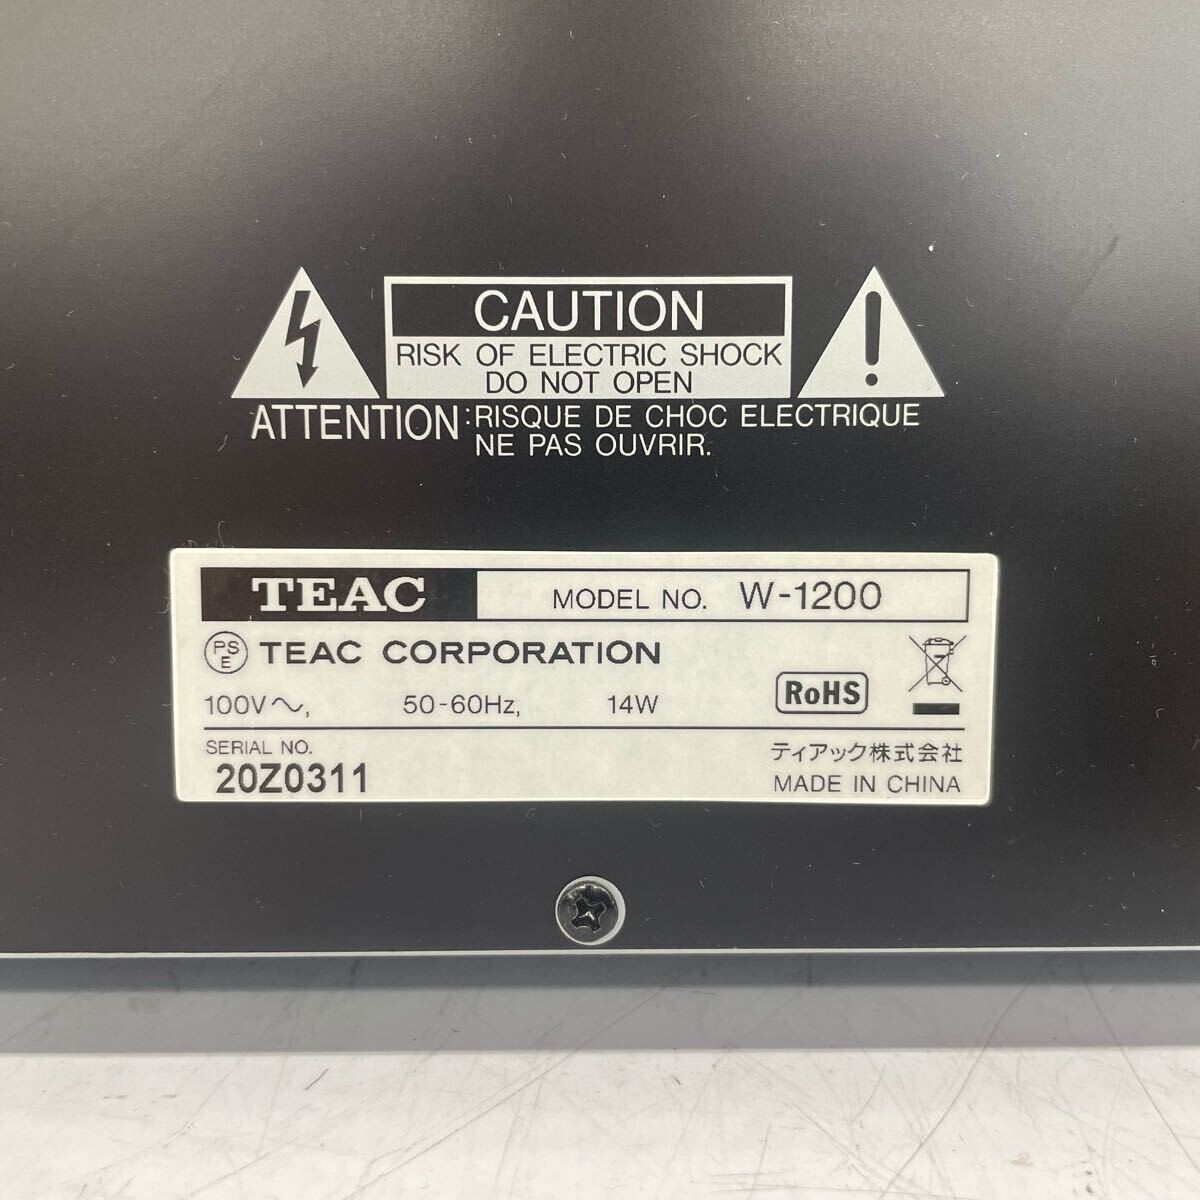 CAUTION
RISK OF ELECTRIC SHOCK
DO NOT OPEN
ATTENTION:RISQUE DE CHOC ELECTRIQUE
NE PAS OUVRIR.
TEAC MODEL NO. W-1200
PSE TEAC CORPORATION
100V～, 50-60Hz, 14W RoHS
SERIAL NO. ティアック株式会社
20Z0311 MADE IN CHINA